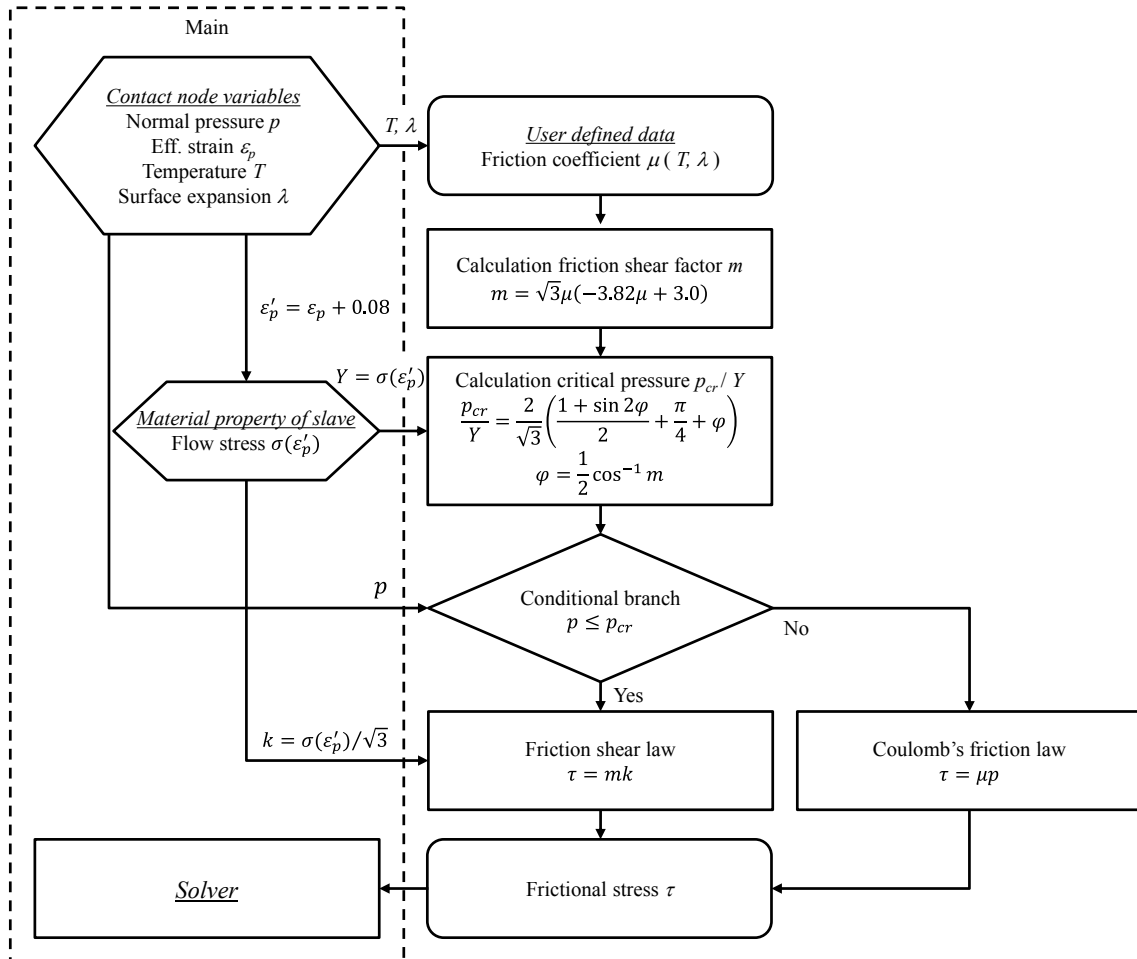 Main
Contact node variables
Normal pressure p
Eff. strain εp
Temperature T
Surface expansion λ
T, λ
User defined data
Friction coefficient μ ( T, λ )
Calculation friction shear factor m
m = √3μ(−3.82μ + 3.0)
ε′p = εp + 0.08
Y = σ(ε′p)
Material property of slave
Flow stress σ(ε′p)
Calculation critical pressure pcr / Y
pcr/Y = 2/√3 ((1 + sin 2φ)/2 + π/4 + φ)
φ = 1/2 cos⁻¹ m
p
Conditional branch
p ≤ pcr
No
Yes
k = σ(ε′p)/√3
Friction shear law
τ = mk
Coulomb's friction law
τ = μp
Solver
Frictional stress τ